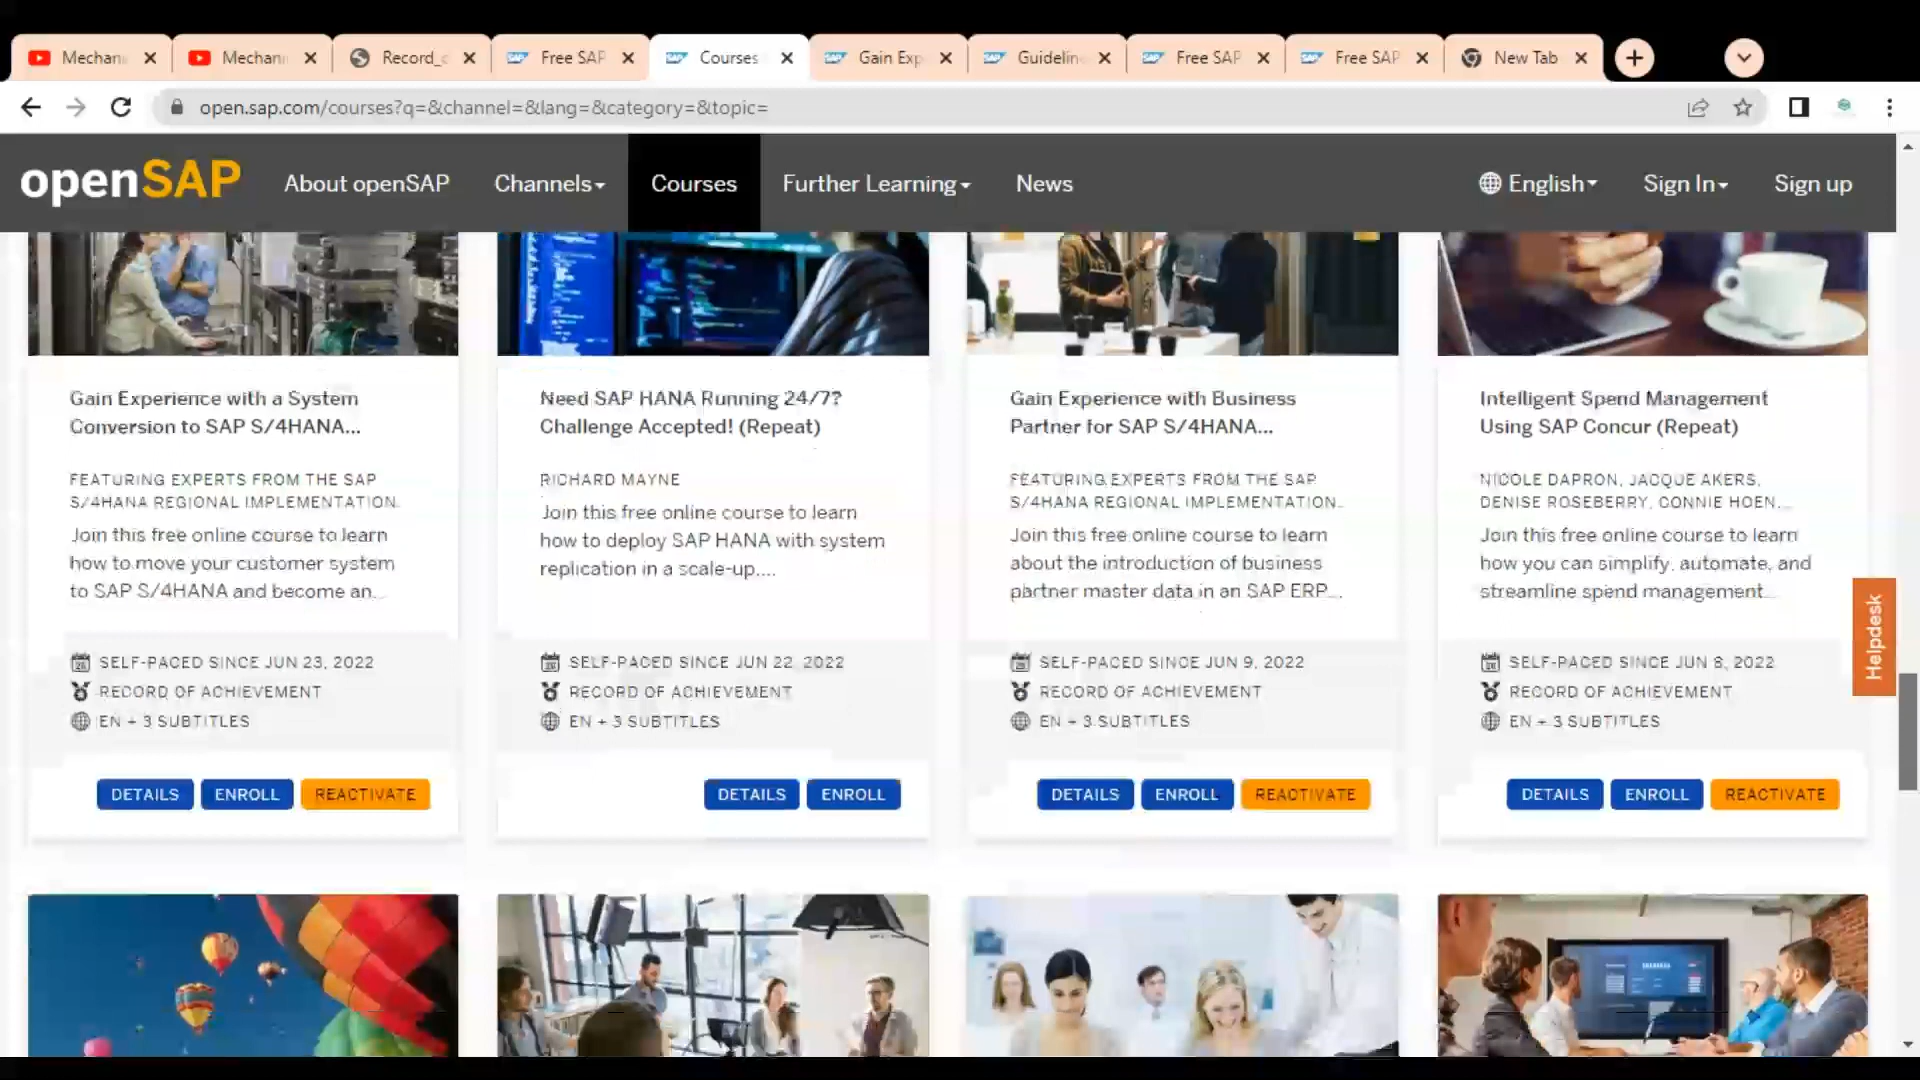 Mechan
Mechani
Record_c
Free SAP
Courses
Gain Exp
Guidelin
Free SAP
Free SAP
New Tab
open.sap.com/courses?q=&channel=&lang=&category=&topic=
openSAP
About openSAP
Channels
Courses
Further Learning
News
English
Sign In
Sign up
Gain Experience with a System
Conversion to SAP S/4HANA...
FEATURING EXPERTS FROM THE SAP
S/4HANA REGIONAL IMPLEMENTATION.
Join this free online course to learn
how to move your customer system
to SAP S/4HANA and become an...
SELF-PACED SINCE JUN 23, 2022
RECORD OF ACHIEVEMENT
EN + 3 SUBTITLES
DETAILS
ENROLL
REACTIVATE
Need SAP HANA Running 24/7?
Challenge Accepted! (Repeat)
RICHARD MAYNE
Join this free online course to learn
how to deploy SAP HANA with system
replication in a scale-up....
SELF-PACED SINCE JUN 22, 2022
RECORD OF ACHIEVEMENT
EN + 3 SUBTITLES
DETAILS
ENROLL
Gain Experience with Business
Partner for SAP S/4HANA...
FEATURING EXPERTS FROM THE SAP
S/4HANA REGIONAL IMPLEMENTATION..
Join this free online course to learn
about the introduction of business
partner master data in an SAP ERP...
SELF-PACED SINCE JUN 9, 2022
RECORD OF ACHIEVEMENT
EN + 3 SUBTITLES
DETAILS
ENROLL
REACTIVATE
Intelligent Spend Management
Using SAP Concur (Repeat)
NICOLE DAPRON, JACQUE AKERS,
DENISE ROSEBERRY, CONNIE HOEN,...
Join this free online course to learn
how you can simplify, automate, and
streamline spend management...
SELF-PACED SINCE JUN 8, 2022
RECORD OF ACHIEVEMENT
EN + 3 SUBTITLES
DETAILS
ENROLL
REACTIVATE
Helpdesk